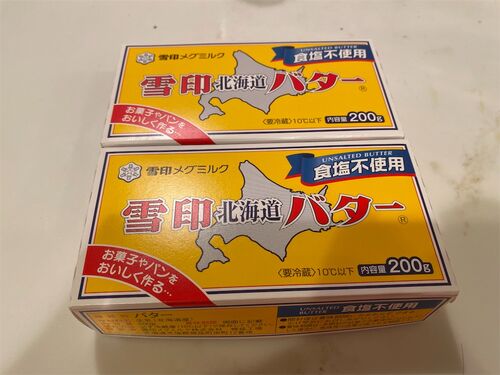 雪印メグミルク
UNSALTED BUTTER
食塩不使用
雪印北海道バター®
お菓子やパンを
おいしく作る…
〈要冷蔵〉10℃以下
内容量200g
雪印メグミルク
UNSALTED BUTTER
食塩不使用
雪印北海道バター®
お菓子やパンを
おいしく作る…
〈要冷蔵〉10℃以下
内容量200g
バター
UNSALTED BUTTER
食塩不使用